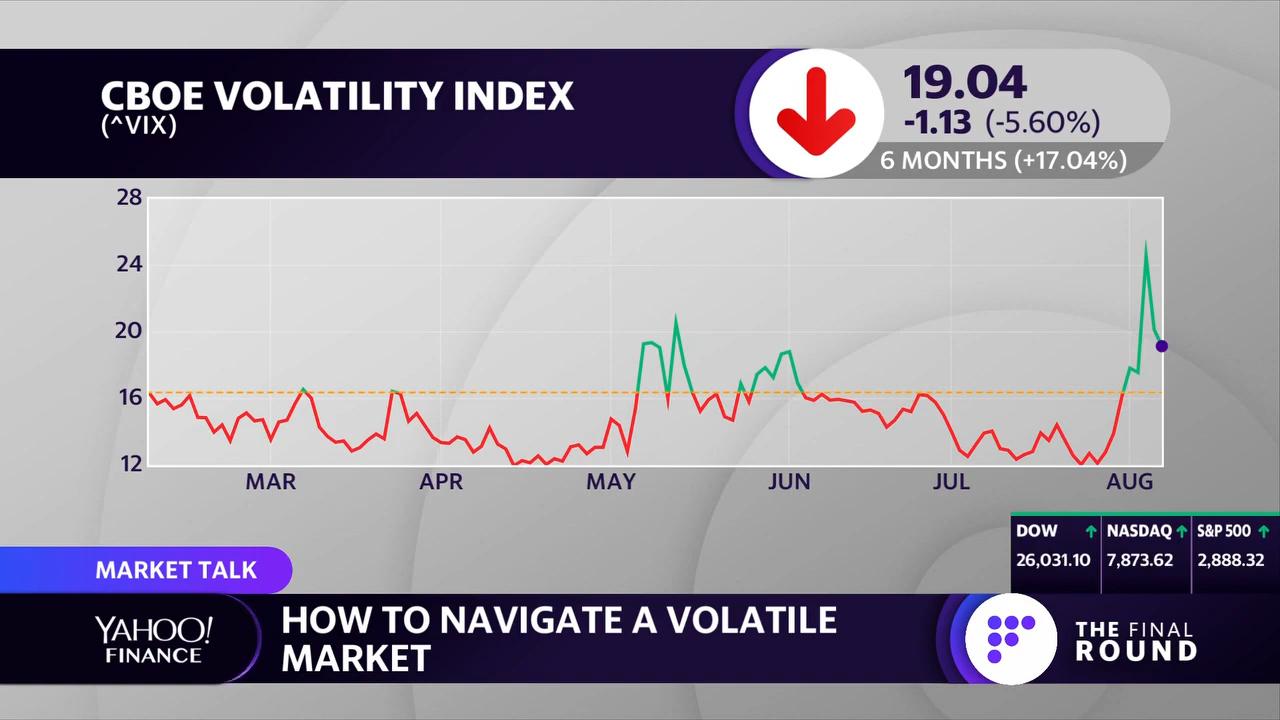 CBOE VOLATILITY INDEX
(^VIX)
19.04
-1.13 (-5.60%)
6 MONTHS (+17.04%)
28
24
20
16
12
MAR APR MAY JUN JUL AUG
DOW NASDAQ S&P 500
26,031.10 7,873.62 2,888.32
MARKET TALK
YAHOO!
FINANCE
HOW TO NAVIGATE A VOLATILE
MARKET
THE FINAL
ROUND